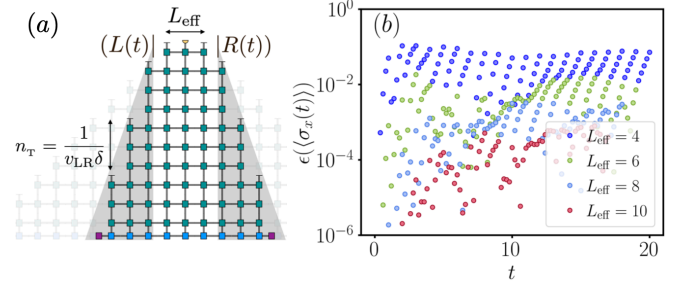 (a)
L_eff
(L(t)| |R(t))
n_T = 1 / (v_LR δ)
(b)
ϵ(⟨σ_x(t)⟩)
10^0
10^−2
10^−4
10^−6
L_eff = 4
L_eff = 6
L_eff = 8
L_eff = 10
0 10 20
t